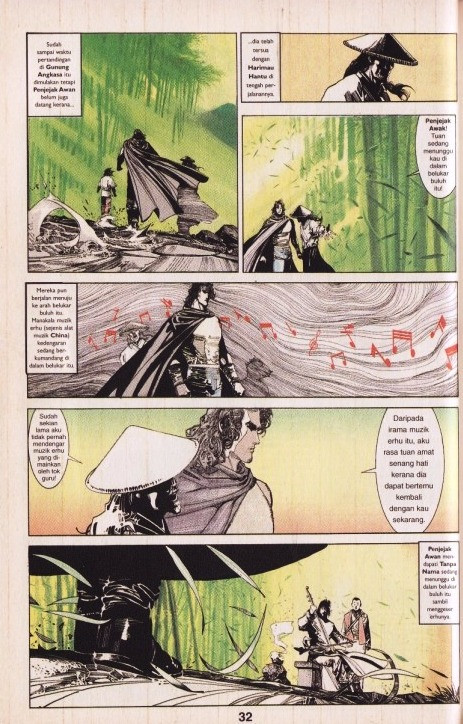 Sudah
sampai waktu
pertandingan
di Gunung
Angkasa itu
dimulakan tetapi
Penjejak Awan
belum juga
datang kerana...
...dia telah
tersua
dengan
Harimau
Hantu di
tengah per-
jalanannya.
Penjejak
Awak!
Tuan
sedang
menunggu
kau di
dalam
belukar
buluh
itu!
Mereka pun
berjalan menuju
ke arah belukar
buluh itu.
Manakala muzik
erhu (sejenis alat
muzik China)
kedengaran
sedang ber-
kumandang di
dalam belukar itu.
Sudah
sekian
lama aku
tidak pernah
mendengar
muzik erhu
yang di-
mainkan
oleh tok
guru!
Daripada
irama muzik
erhu itu, aku
rasa tuan amat
senang hati
kerana dia
dapat bertemu
kembali
dengan kau
sekarang.
Penjejak
Awan men-
dapati Tanpa
Nama sedang
menunggu di
dalam belukar
buluh itu
sambil
menggesel
erhunya.
32